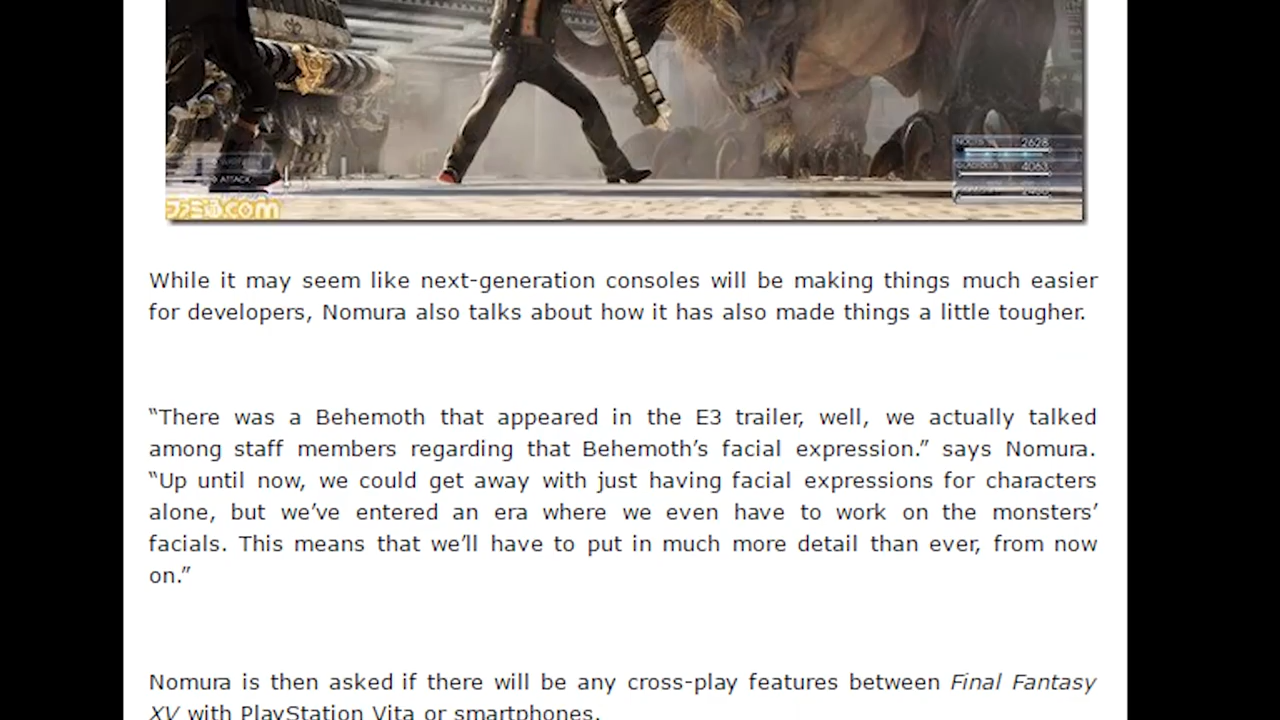 2628
4063
ATTACK
ファミ通.com
While it may seem like next-generation consoles will be making things much easier
for developers, Nomura also talks about how it has also made things a little tougher.
“There was a Behemoth that appeared in the E3 trailer, well, we actually talked
among staff members regarding that Behemoth’s facial expression.” says Nomura.
“Up until now, we could get away with just having facial expressions for characters
alone, but we’ve entered an era where we even have to work on the monsters’
facials. This means that we’ll have to put in much more detail than ever, from now
on.”
Nomura is then asked if there will be any cross-play features between Final Fantasy
XV with PlayStation Vita or smartphones.